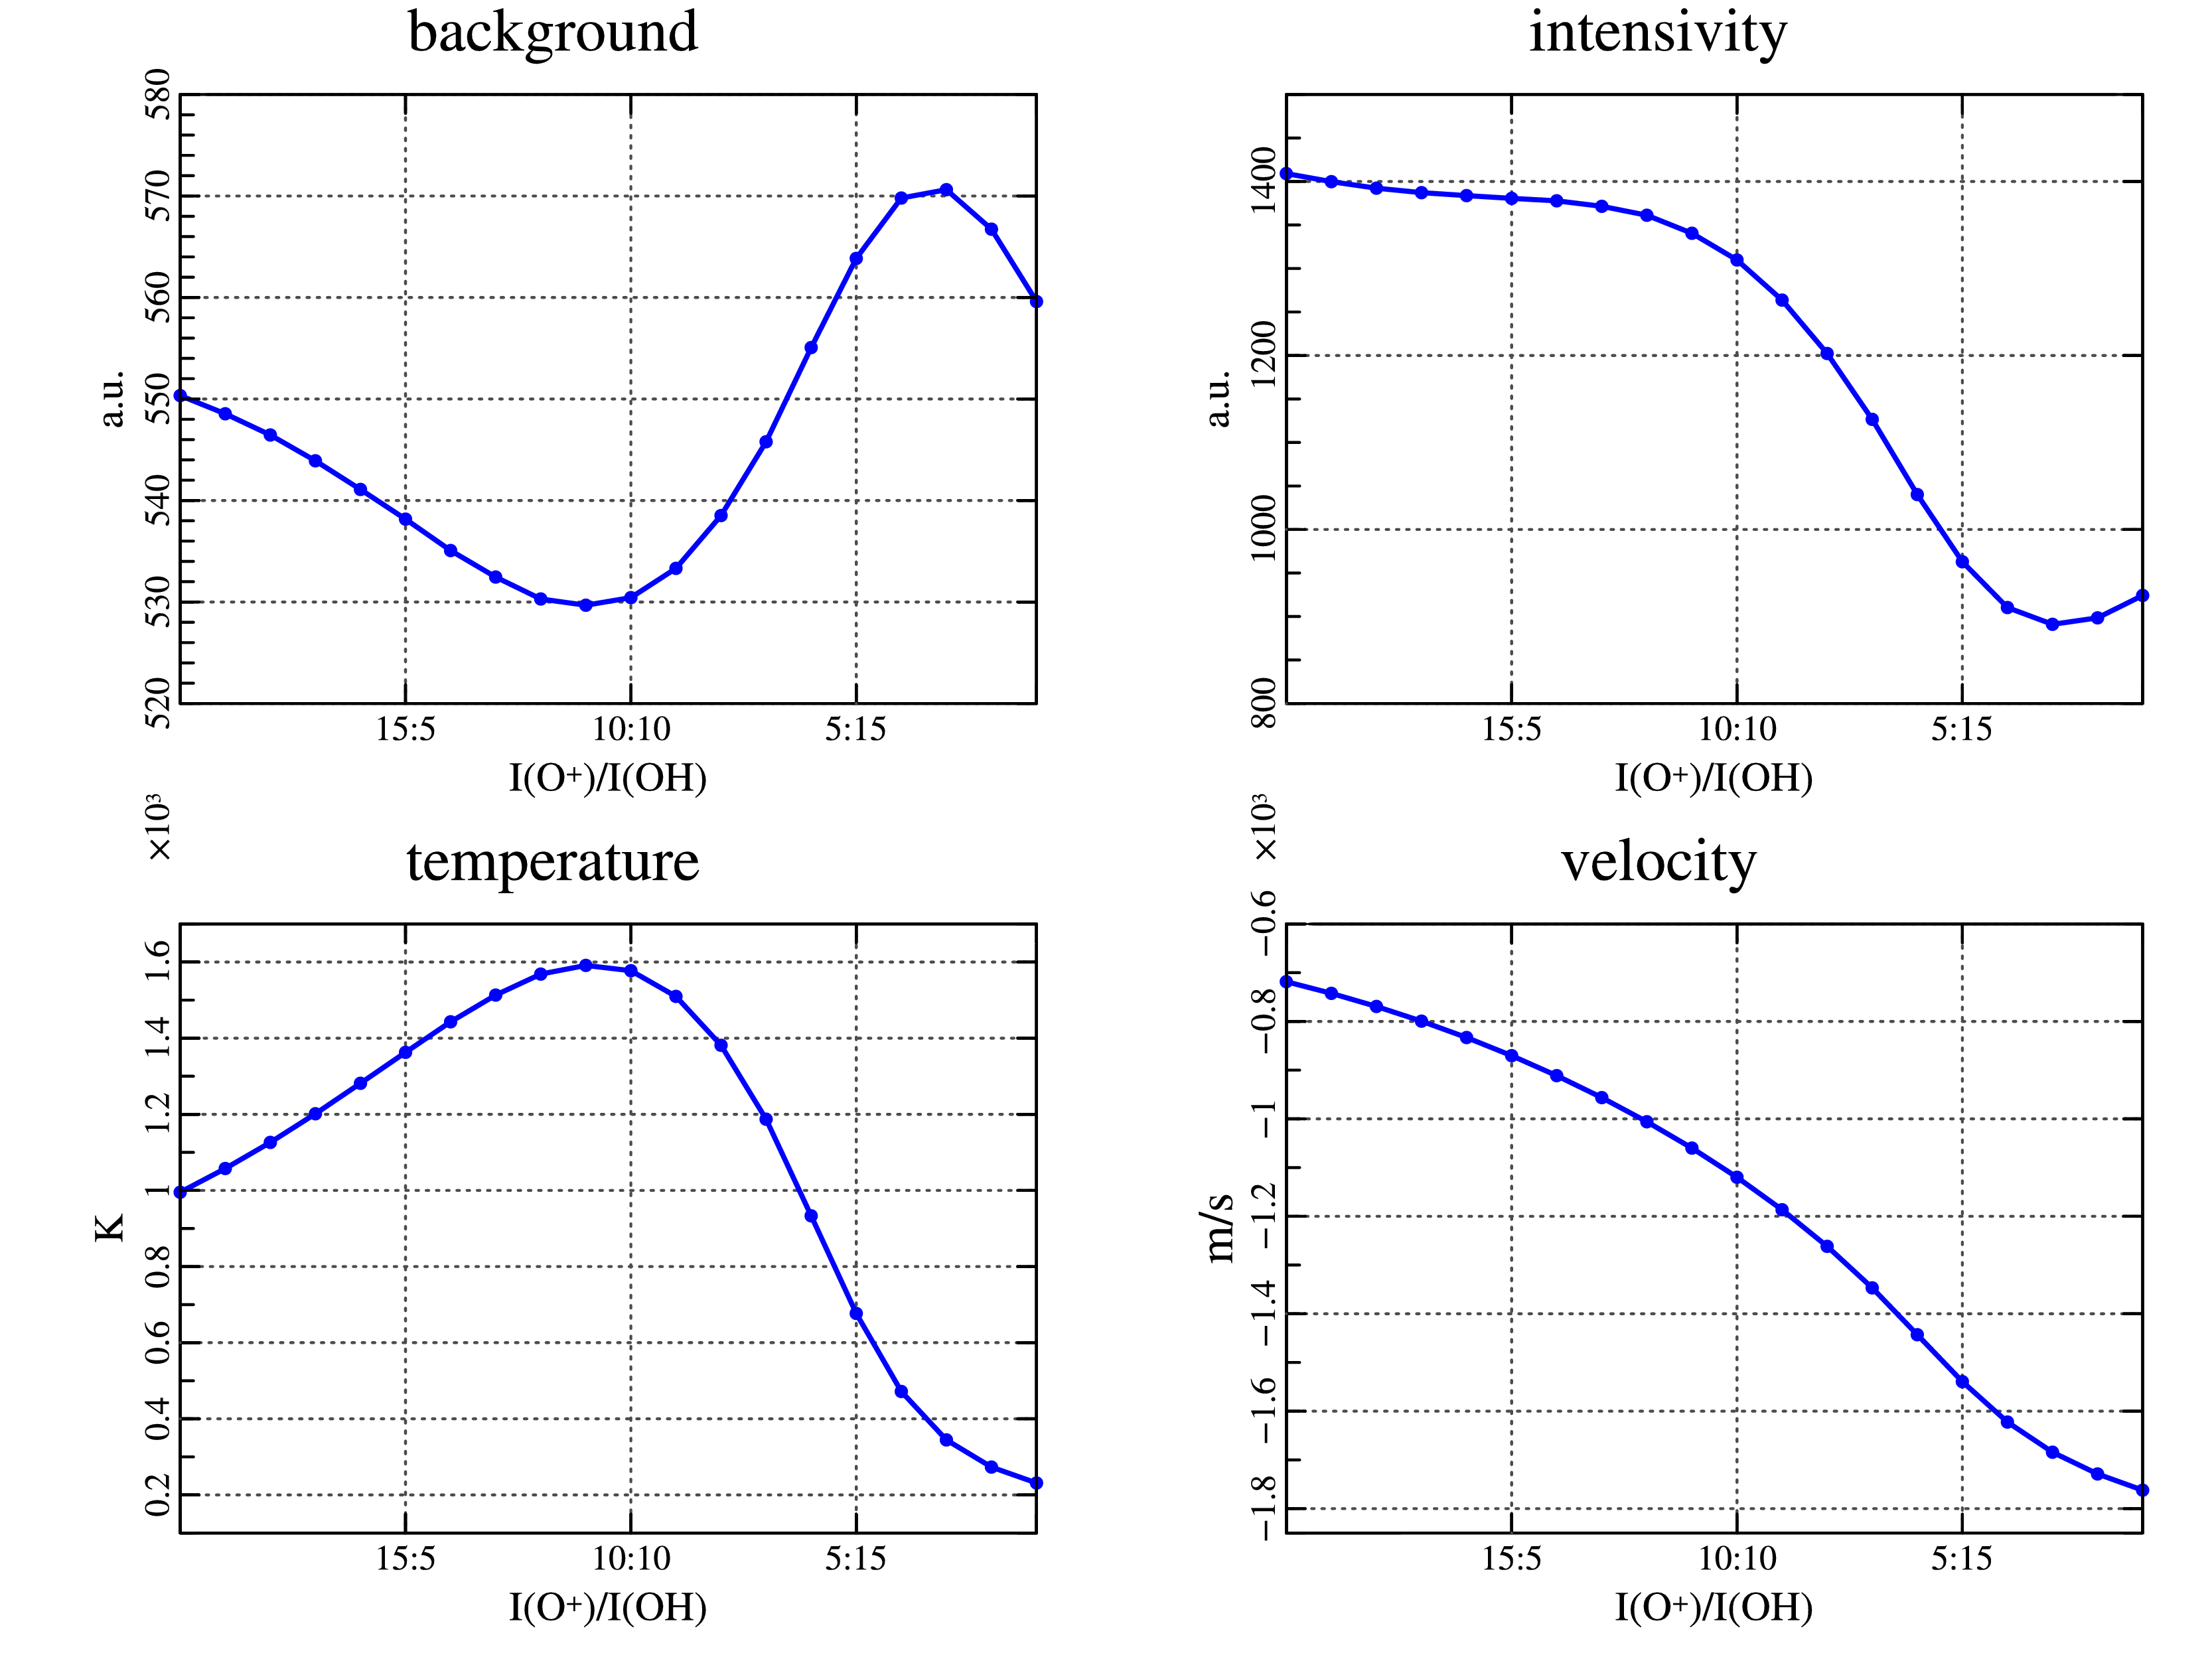 background
580
570
560
550
540
530
520
a.u.
15:5 10:10 5:15
I(O⁺)/I(OH)
intensivity
1400
1200
1000
800
a.u.
15:5 10:10 5:15
I(O⁺)/I(OH)
×10³
temperature
1.6
1.4
1.2
1
0.8
0.6
0.4
0.2
K
15:5 10:10 5:15
I(O⁺)/I(OH)
×10³
velocity
−0.6
−0.8
−1
−1.2
−1.4
−1.6
−1.8
m/s
15:5 10:10 5:15
I(O⁺)/I(OH)